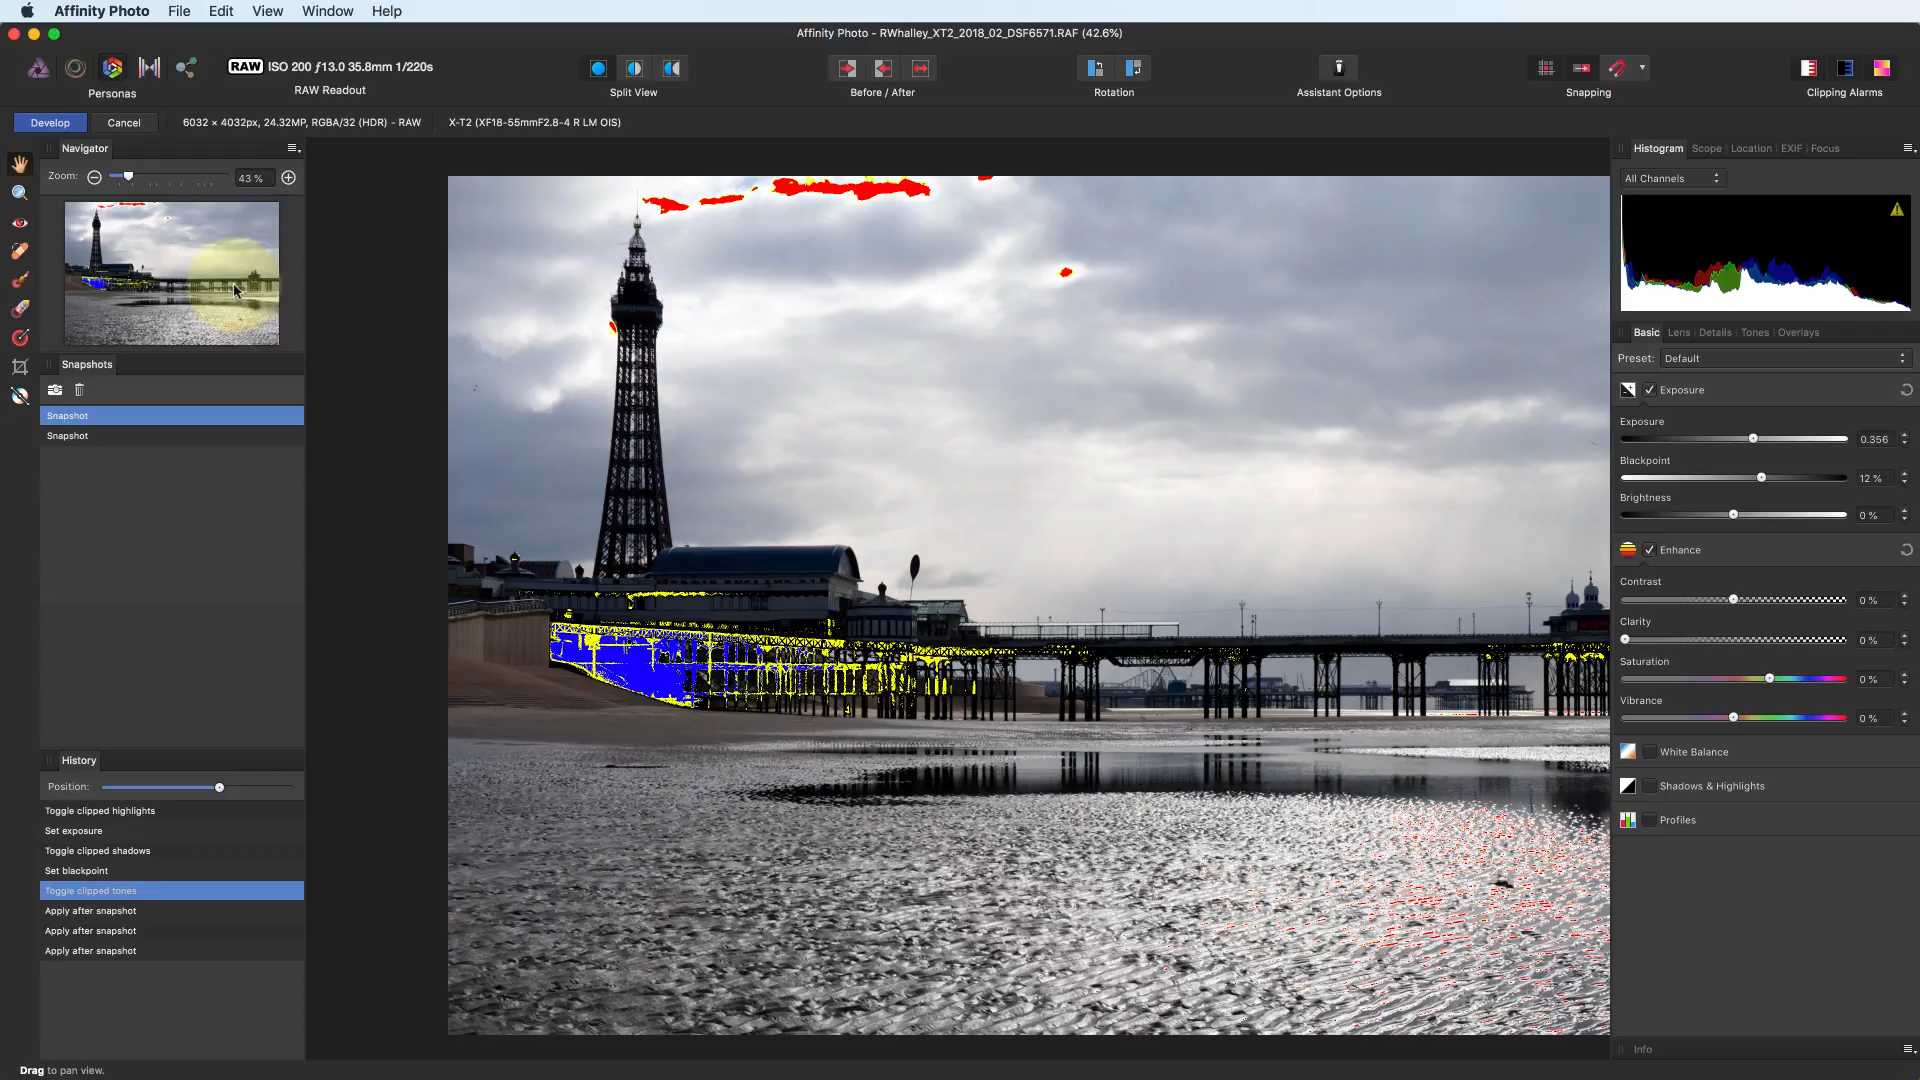 Affinity Photo File Edit View Window Help
Affinity Photo - RWhalley_XT2_2018_02_DSF6571.RAF (42.6%)
RAW ISO 200 ƒ/13.0 35.8mm 1/220s
Personas RAW Readout Split View Before / After Rotation Assistant Options Snapping Clipping Alarms
Develop Cancel 6032 × 4032px, 24.32MP, RGBA/32 (HDR) - RAW X-T2 (XF18-55mmF2.8-4 R LM OIS)
Navigator
Zoom: 43 %
Snapshots
Snapshot
Snapshot
History
Position:
Toggle clipped highlights
Set exposure
Toggle clipped shadows
Set blackpoint
Toggle clipped tones
Apply after snapshot
Apply after snapshot
Apply after snapshot
Drag to pan view.
Histogram Scope Location EXIF Focus
All Channels
Basic Lens Details Tones Overlays
Preset: Default
Exposure
Exposure
0.356
Blackpoint
12 %
Brightness
0 %
Enhance
Contrast
0 %
Clarity
0 %
Saturation
0 %
Vibrance
0 %
White Balance
Shadows & Highlights
Profiles
Info